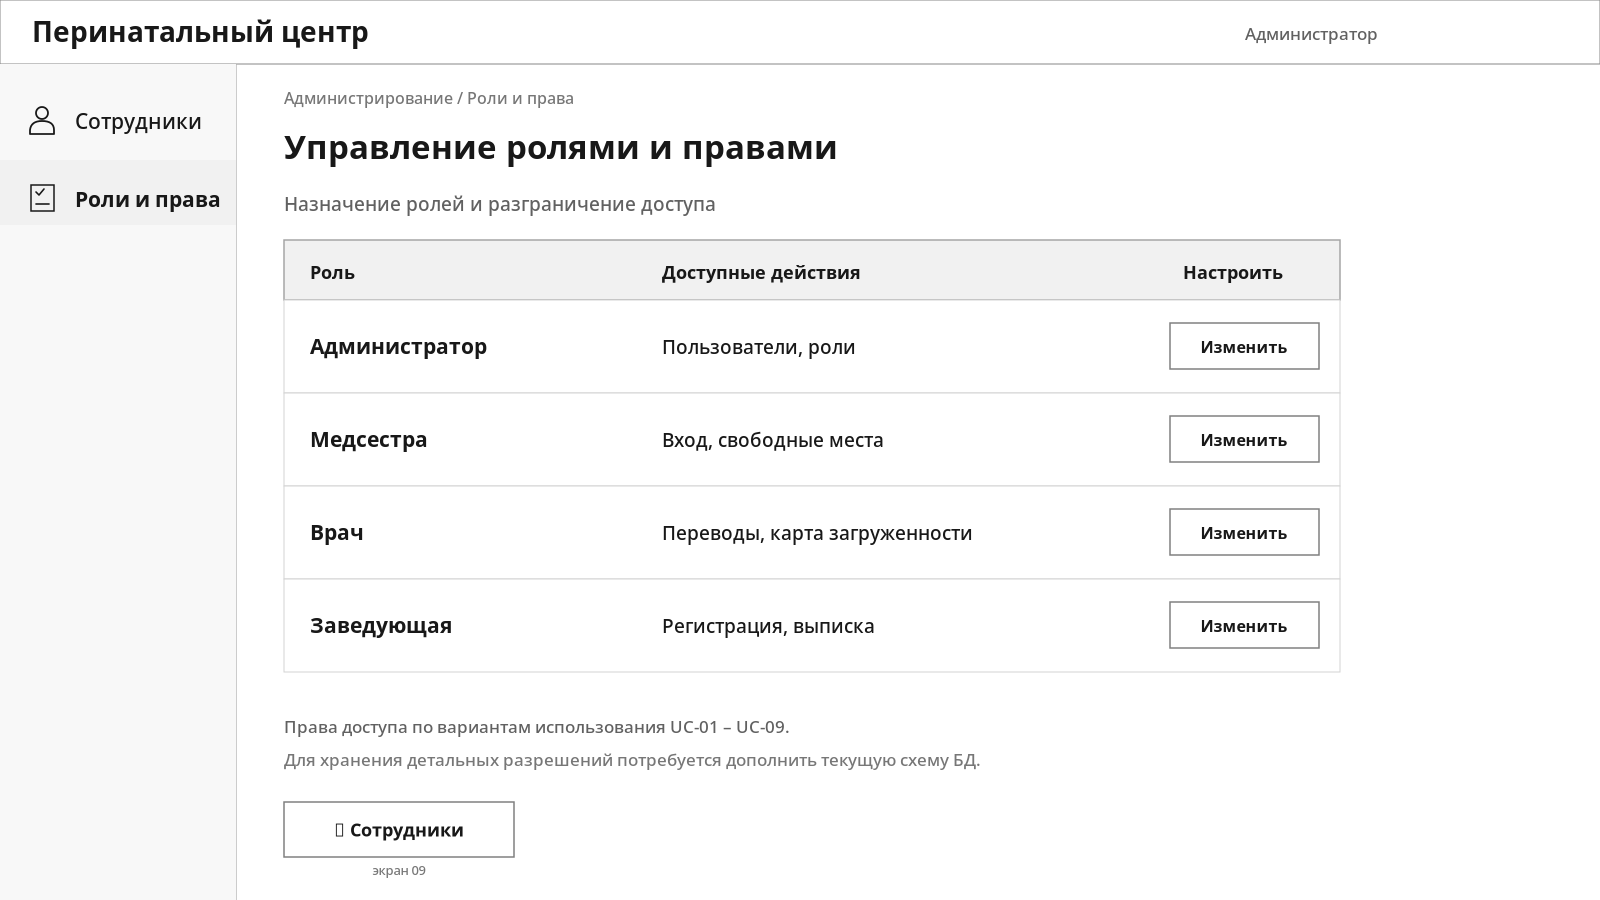 Перинатальный центр
Администратор
Сотрудники
Роли и права
Администрирование / Роли и права
Управление ролями и правами
Назначение ролей и разграничение доступа
Роль Доступные действия Настроить
Администратор Пользователи, роли Изменить
Медсестра Вход, свободные места Изменить
Врач Переводы, карта загруженности Изменить
Заведующая Регистрация, выписка Изменить
Права доступа по вариантам использования UC-01 – UC-09.
Для хранения детальных разрешений потребуется дополнить текущую схему БД.
Сотрудники
экран 09